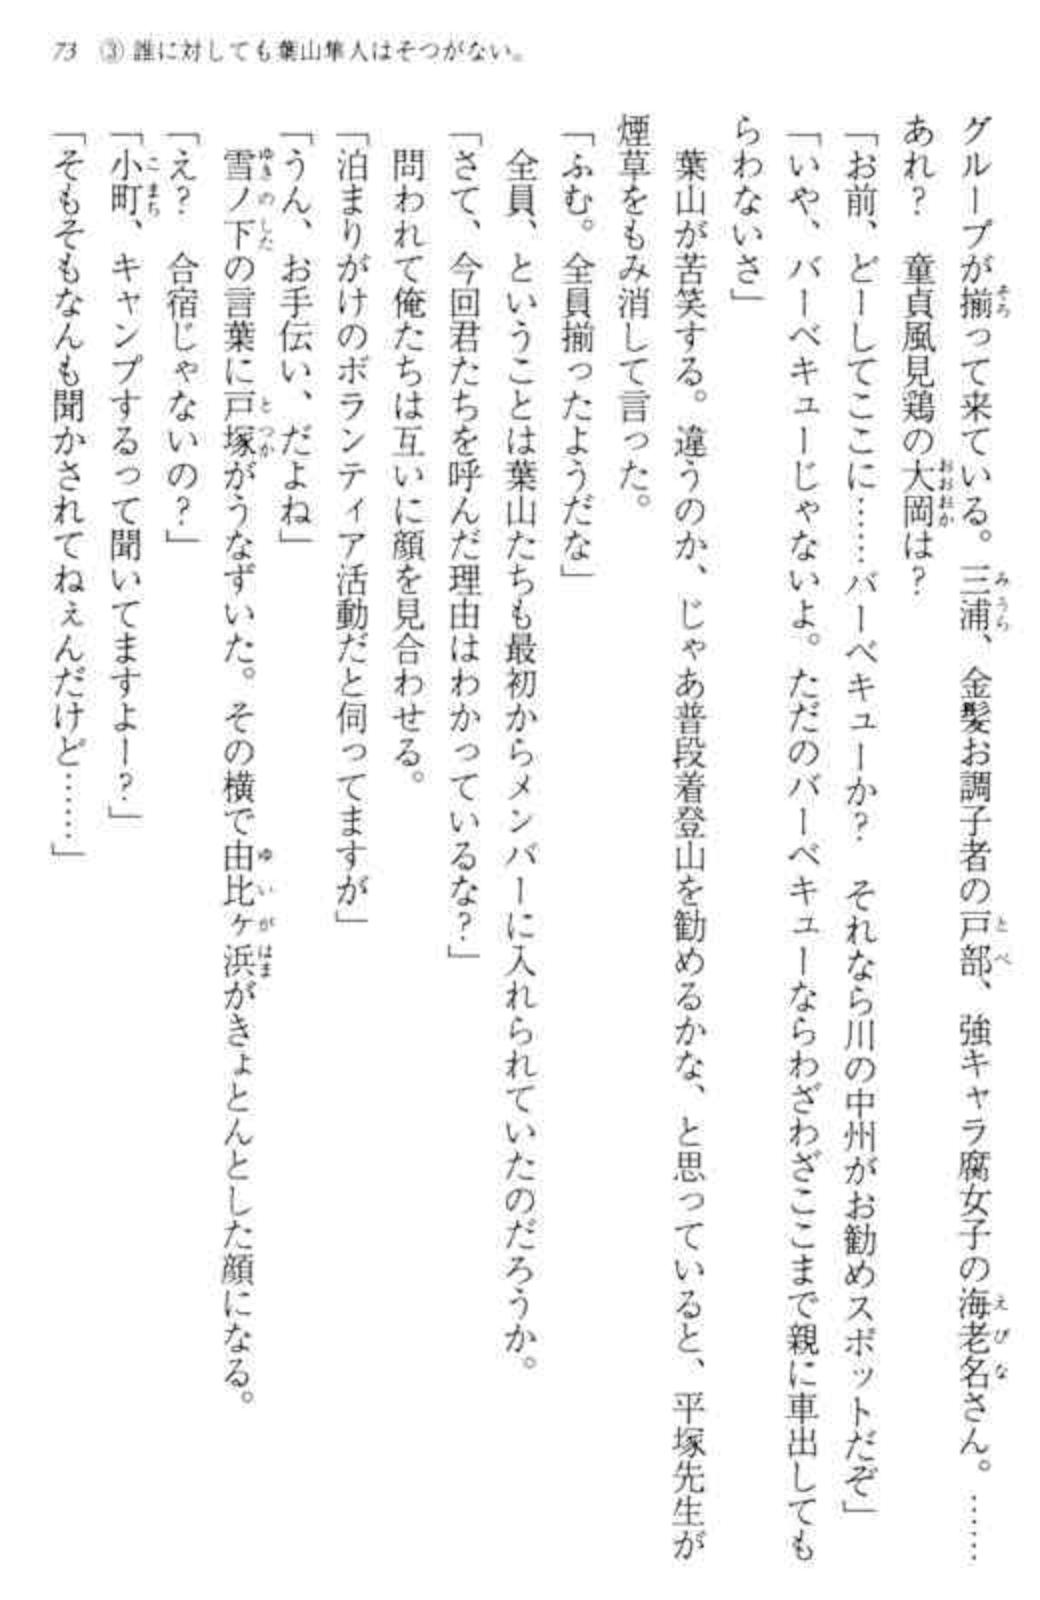 73　③ 誰に対しても葉山隼人はそつがない。
グループが揃って来ている。三浦、金髪お調子者の戸部、強キャラ腐女子の海老名さん。……
あれ？　童貞風見鶏の大岡は？
「お前、どーしてここに……バーベキューか？　それなら川の中州がお勧めスポットだぞ」
「いや、バーベキューじゃないよ。ただのバーベキューならわざわざここまで親に車出しても
らわないさ」
　葉山が苦笑する。違うのか、じゃあ普段着登山を勧めるかな、と思っていると、平塚先生が
煙草をもみ消して言った。
「ふむ。全員揃ったようだな」
　全員、ということは葉山たちも最初からメンバーに入れられていたのだろうか。
「さて、今回君たちを呼んだ理由はわかっているな？」
　問われて俺たちは互いに顔を見合わせる。
「泊まりがけのボランティア活動だと伺ってますが」
「うん、お手伝い、だよね」
　雪ノ下の言葉に戸塚がうなずいた。その横で由比ヶ浜がきょとんとした顔になる。
「え？　合宿じゃないの？」
「小町、キャンプするって聞いてますよー？」
「そもそもなんも聞かされてねぇんだけど……」